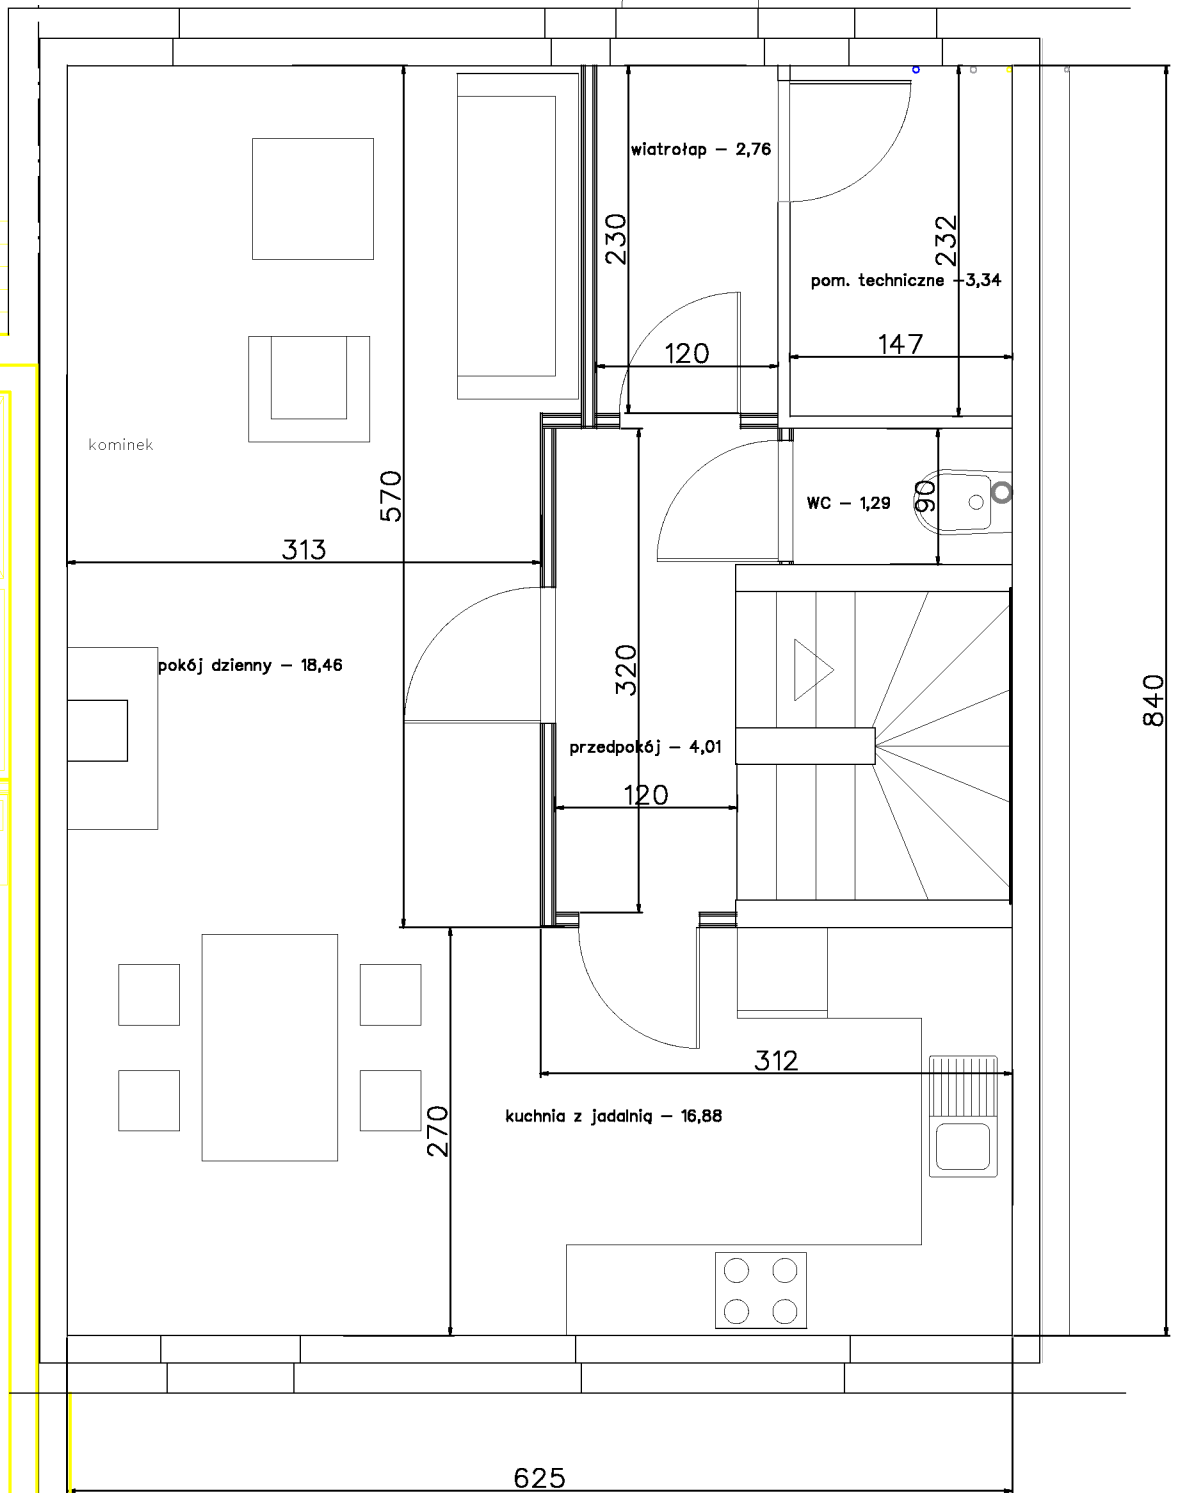 wiatrołap – 2,76
230
232
pom. techniczne –3,34
120
147
kominek
570
90
WC – 1,29
313
320
pokój dzienny – 18,46
840
przedpokój – 4,01
120
312
270
kuchnia z jadalnią – 16,88
625